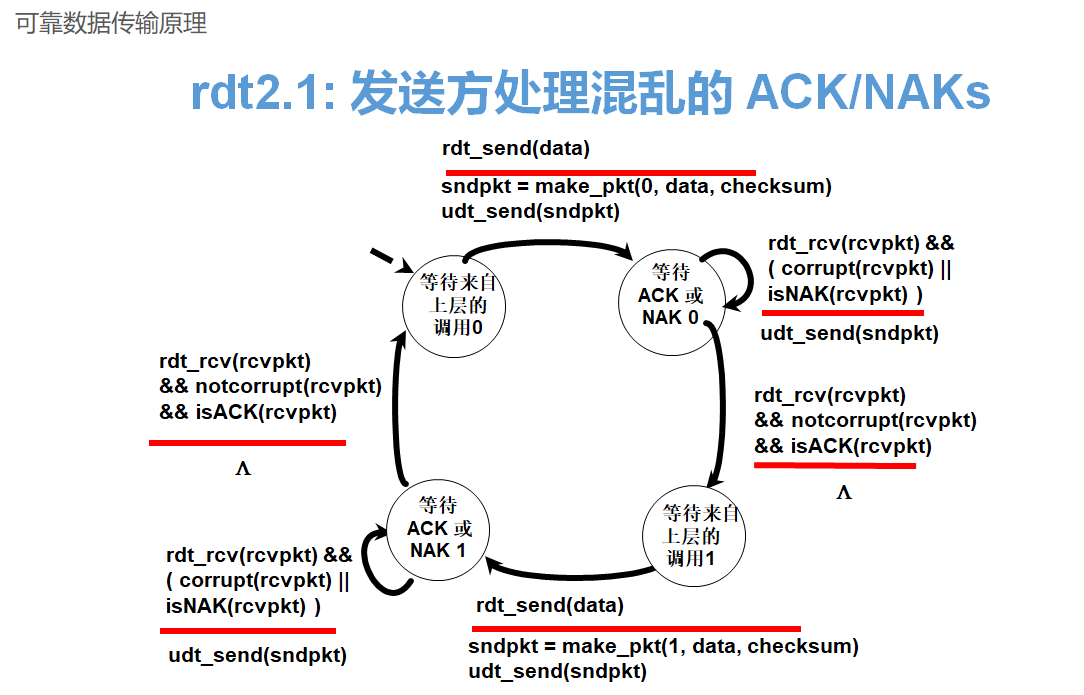 可靠数据传输原理
rdt2.1: 发送方处理混乱的 ACK/NAKs
rdt_send(data)
sndpkt = make_pkt(0, data, checksum)
udt_send(sndpkt)
等待来自
上层的
调用0
等待
ACK 或
NAK 0
rdt_rcv(rcvpkt) &&
( corrupt(rcvpkt) ||
isNAK(rcvpkt) )
udt_send(sndpkt)
rdt_rcv(rcvpkt)
&& notcorrupt(rcvpkt)
&& isACK(rcvpkt)
Λ
rdt_rcv(rcvpkt)
&& notcorrupt(rcvpkt)
&& isACK(rcvpkt)
Λ
等待
ACK 或
NAK 1
等待来自
上层的
调用1
rdt_rcv(rcvpkt) &&
( corrupt(rcvpkt) ||
isNAK(rcvpkt) )
udt_send(sndpkt)
rdt_send(data)
sndpkt = make_pkt(1, data, checksum)
udt_send(sndpkt)